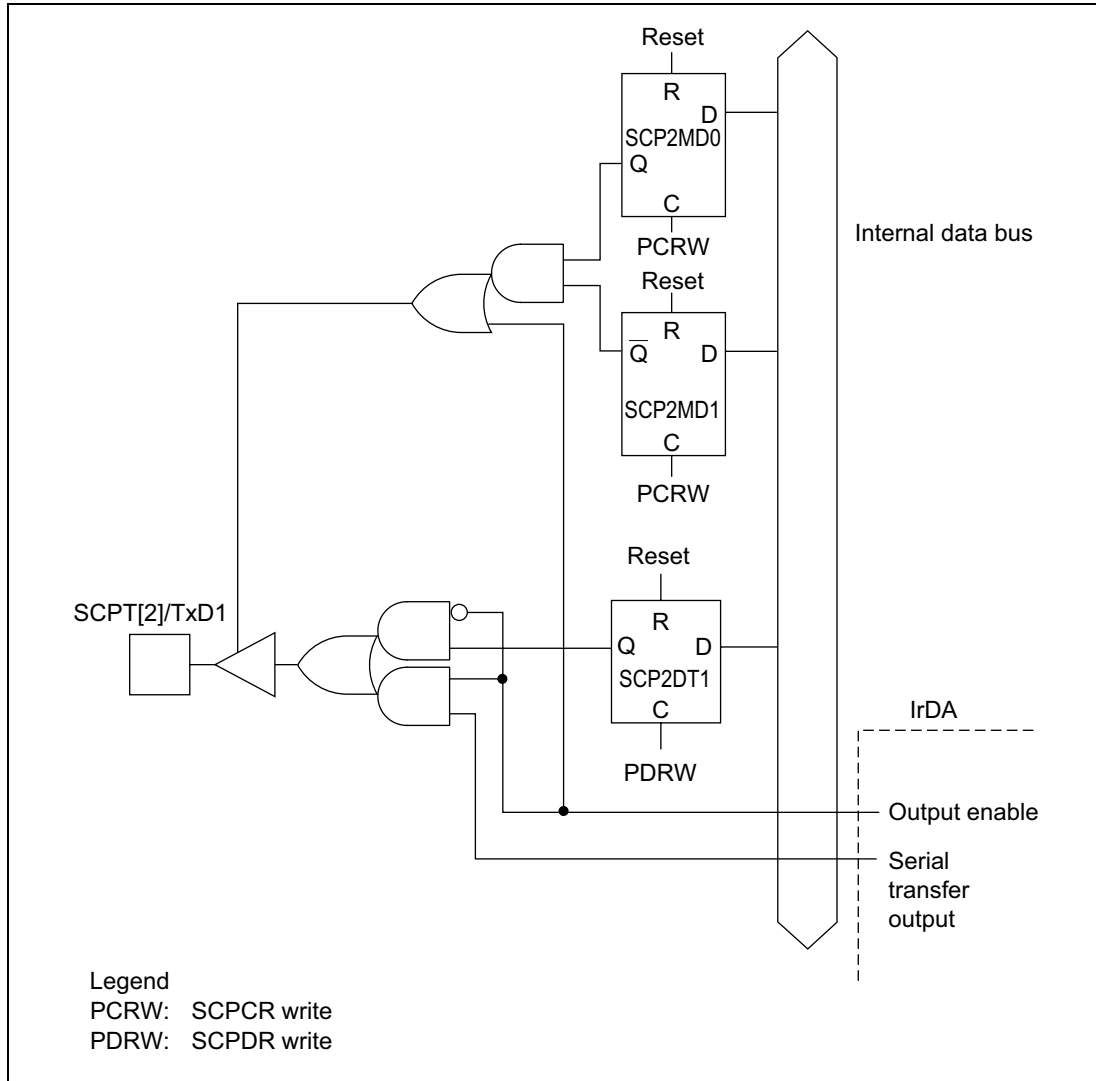 Reset
R
D
SCP2MD0
Q
C
PCRW
Internal data bus
Reset
R
Q̅ D
SCP2MD1
C
PCRW
Reset
SCPT[2]/TxD1
R
Q D
SCP2DT1
C
IrDA
PDRW
Output enable
Serial
transfer
output
Legend
PCRW: SCPCR write
PDRW: SCPDR write